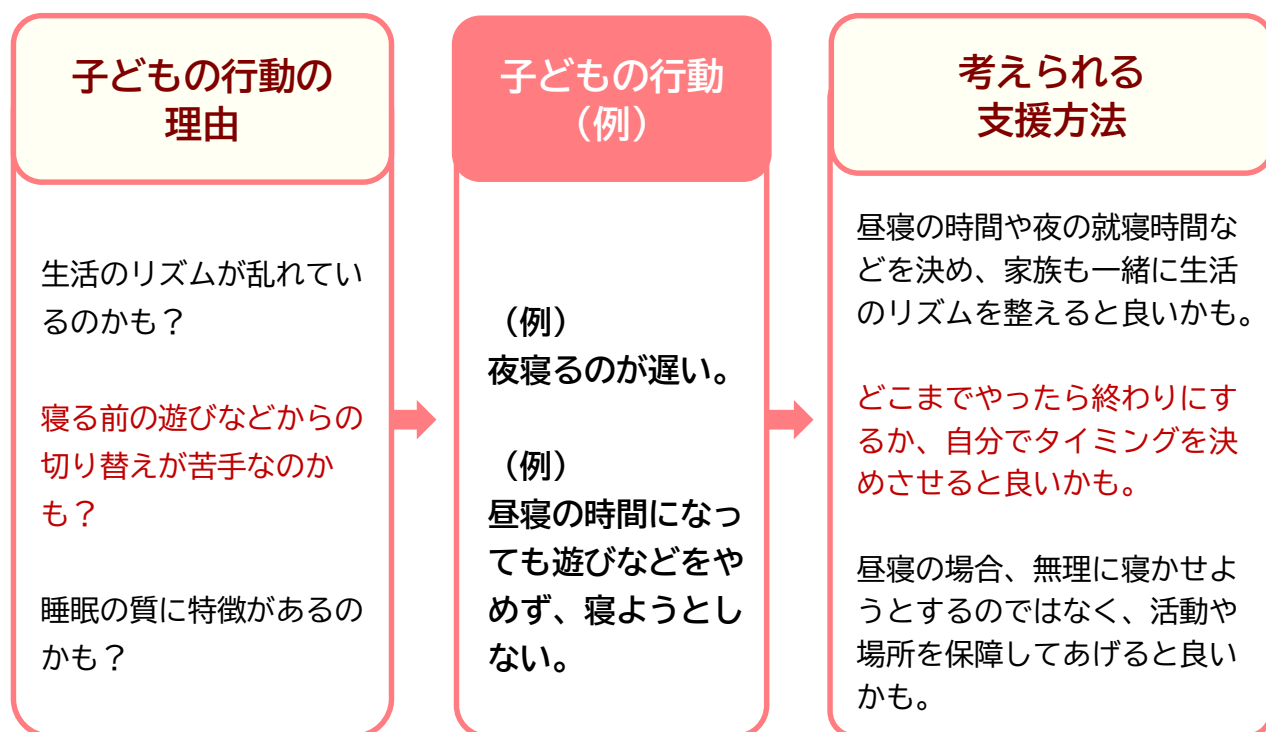 子どもの行動の
理由
生活のリズムが乱れてい
るのかも？
寝る前の遊びなどからの
切り替えが苦手なのか
も？
睡眠の質に特徴があるの
かも？
子どもの行動
（例）
（例）
夜寝るのが遅い。
（例）
昼寝の時間になっ
ても遊びなどをや
めず、寝ようとし
ない。
考えられる
支援方法
昼寝の時間や夜の就寝時間な
どを決め、家族も一緒に生活
のリズムを整えると良いかも。
どこまでやったら終わりにす
るか、自分でタイミングを決
めさせると良いかも。
昼寝の場合、無理に寝かせよ
うとするのではなく、活動や
場所を保障してあげると良い
かも。